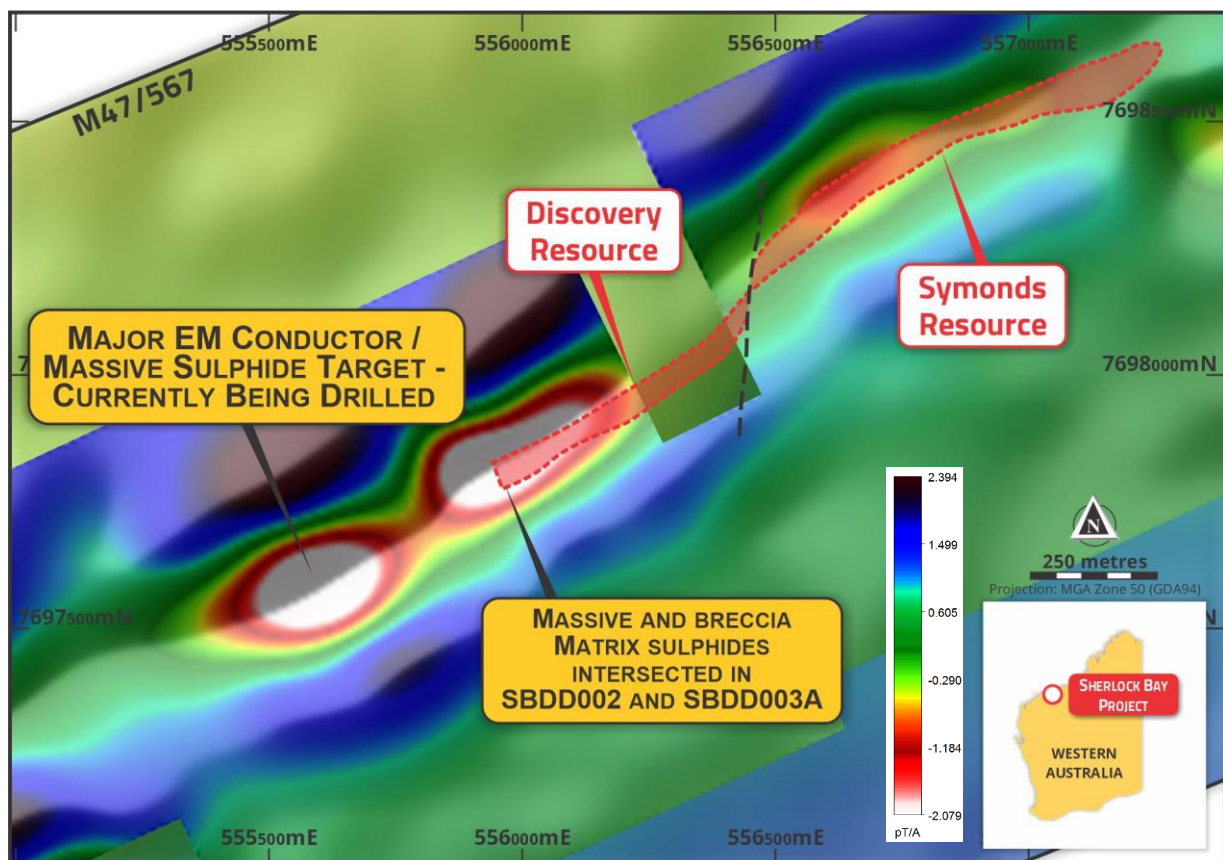 555500mE
556000mE
556500mE
557000mE
M47/567
7698500mN
Discovery
Resource
Symonds
Resource
MAJOR EM CONDUCTOR /
MASSIVE SULPHIDE TARGET -
CURRENTLY BEING DRILLED
7698000mN
2.394
1.499
0.605
-0.290
-1.184
-2.079
pT/A
N
250 metres
Projection: MGA Zone 50 (GDA94)
7697500mN
MASSIVE AND BRECCIA
MATRIX SULPHIDES
INTERSECTED IN
SBDD002 AND SBDD003A
SHERLOCK BAY
PROJECT
WESTERN
AUSTRALIA
555500mE
556000mE
556500mE